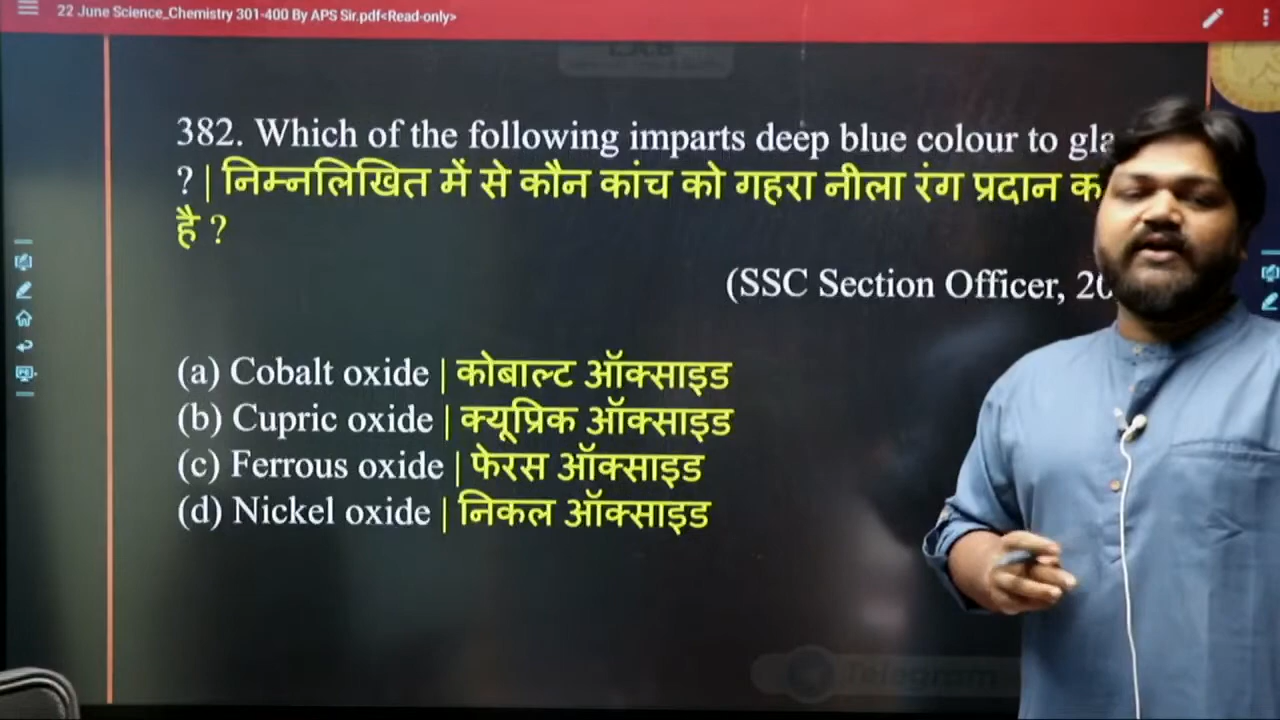 22 June Science_Chemistry 301-400 By APS Sir.pdf<Read-only>
382. Which of the following imparts deep blue colour to
? | निम्नलिखित में से कौन कांच को गहरा नीला रंग प्रदान
है ?
(SSC Section Officer,
(a) Cobalt oxide | कोबाल्ट ऑक्साइड
(b) Cupric oxide | क्यूप्रिक ऑक्साइड
(c) Ferrous oxide | फेरस ऑक्साइड
(d) Nickel oxide | निकल ऑक्साइड
Telegram